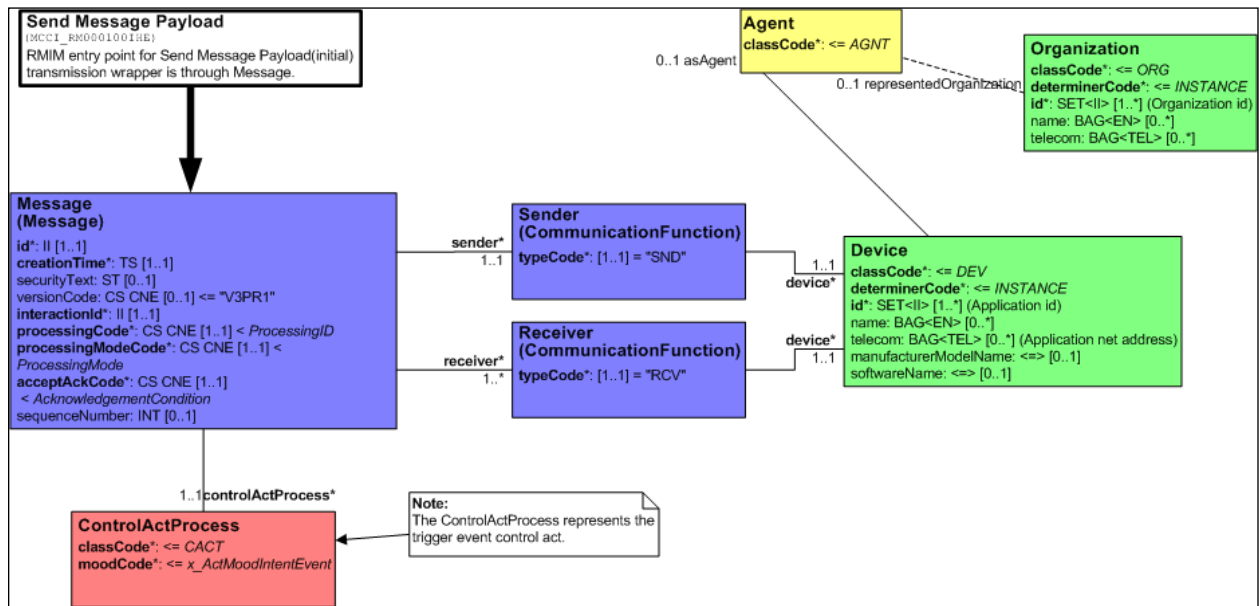 Send Message Payload
(MCCI_RM000100IHE)
RMIM entry point for Send Message Payload(initial)
transmission wrapper is through Message.
Agent
classCode*: <= AGNT
0..1 asAgent
0..1 representedOrganization
Organization
classCode*: <= ORG
determinerCode*: <= INSTANCE
id*: SET<II> [1..*] (Organization id)
name: BAG<EN> [0..*]
telecom: BAG<TEL> [0..*]
Message
(Message)
id*: II [1..1]
creationTime*: TS [1..1]
securityText: ST [0..1]
versionCode: CS CNE [0..1] <= "V3PR1"
interactionId*: II [1..1]
processingCode*: CS CNE [1..1] < ProcessingID
processingModeCode*: CS CNE [1..1] <
ProcessingMode
acceptAckCode*: CS CNE [1..1]
< AcknowledgementCondition
sequenceNumber: INT [0..1]
sender*
1..1
Sender
(CommunicationFunction)
typeCode*: [1..1] = "SND"
1..1
device*
receiver*
1..*
Receiver
(CommunicationFunction)
typeCode*: [1..1] = "RCV"
device*
1..1
Device
classCode*: <= DEV
determinerCode*: <= INSTANCE
id*: SET<II> [1..*] (Application id)
name: BAG<EN> [0..*]
telecom: BAG<TEL> [0..*] (Application net address)
manufacturerModelName: <=> [0..1]
softwareName: <=> [0..1]
1..1 controlActProcess*
ControlActProcess
classCode*: <= CACT
moodCode*: <= x_ActMoodIntentEvent
Note:
The ControlActProcess represents the
trigger event control act.